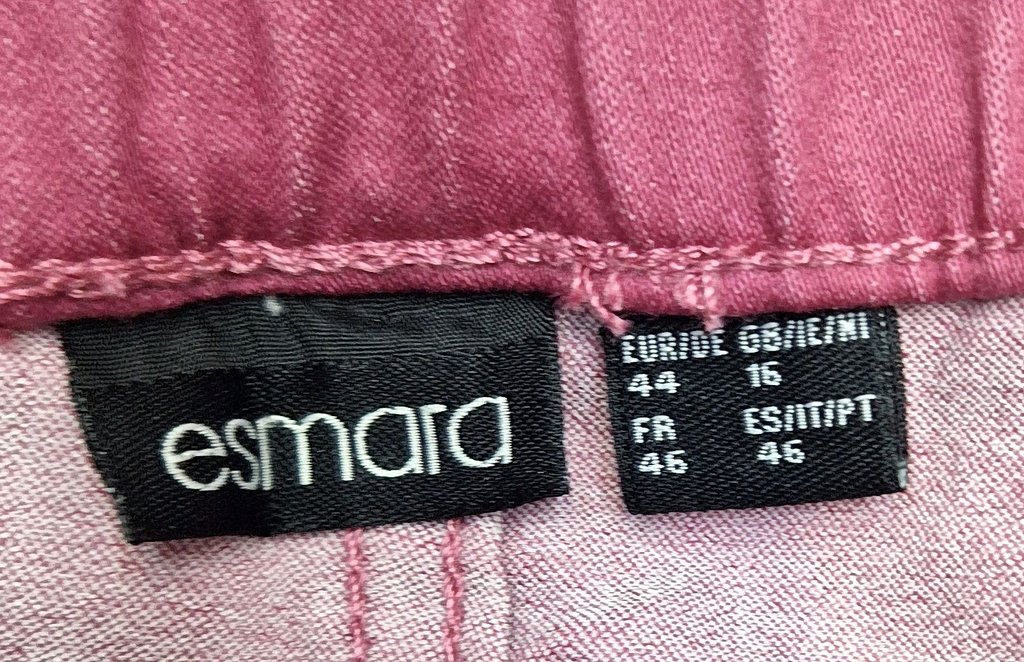 esmara
EUR/DE GB/IE/NI
44 16
FR ES/IT/PT
46 46